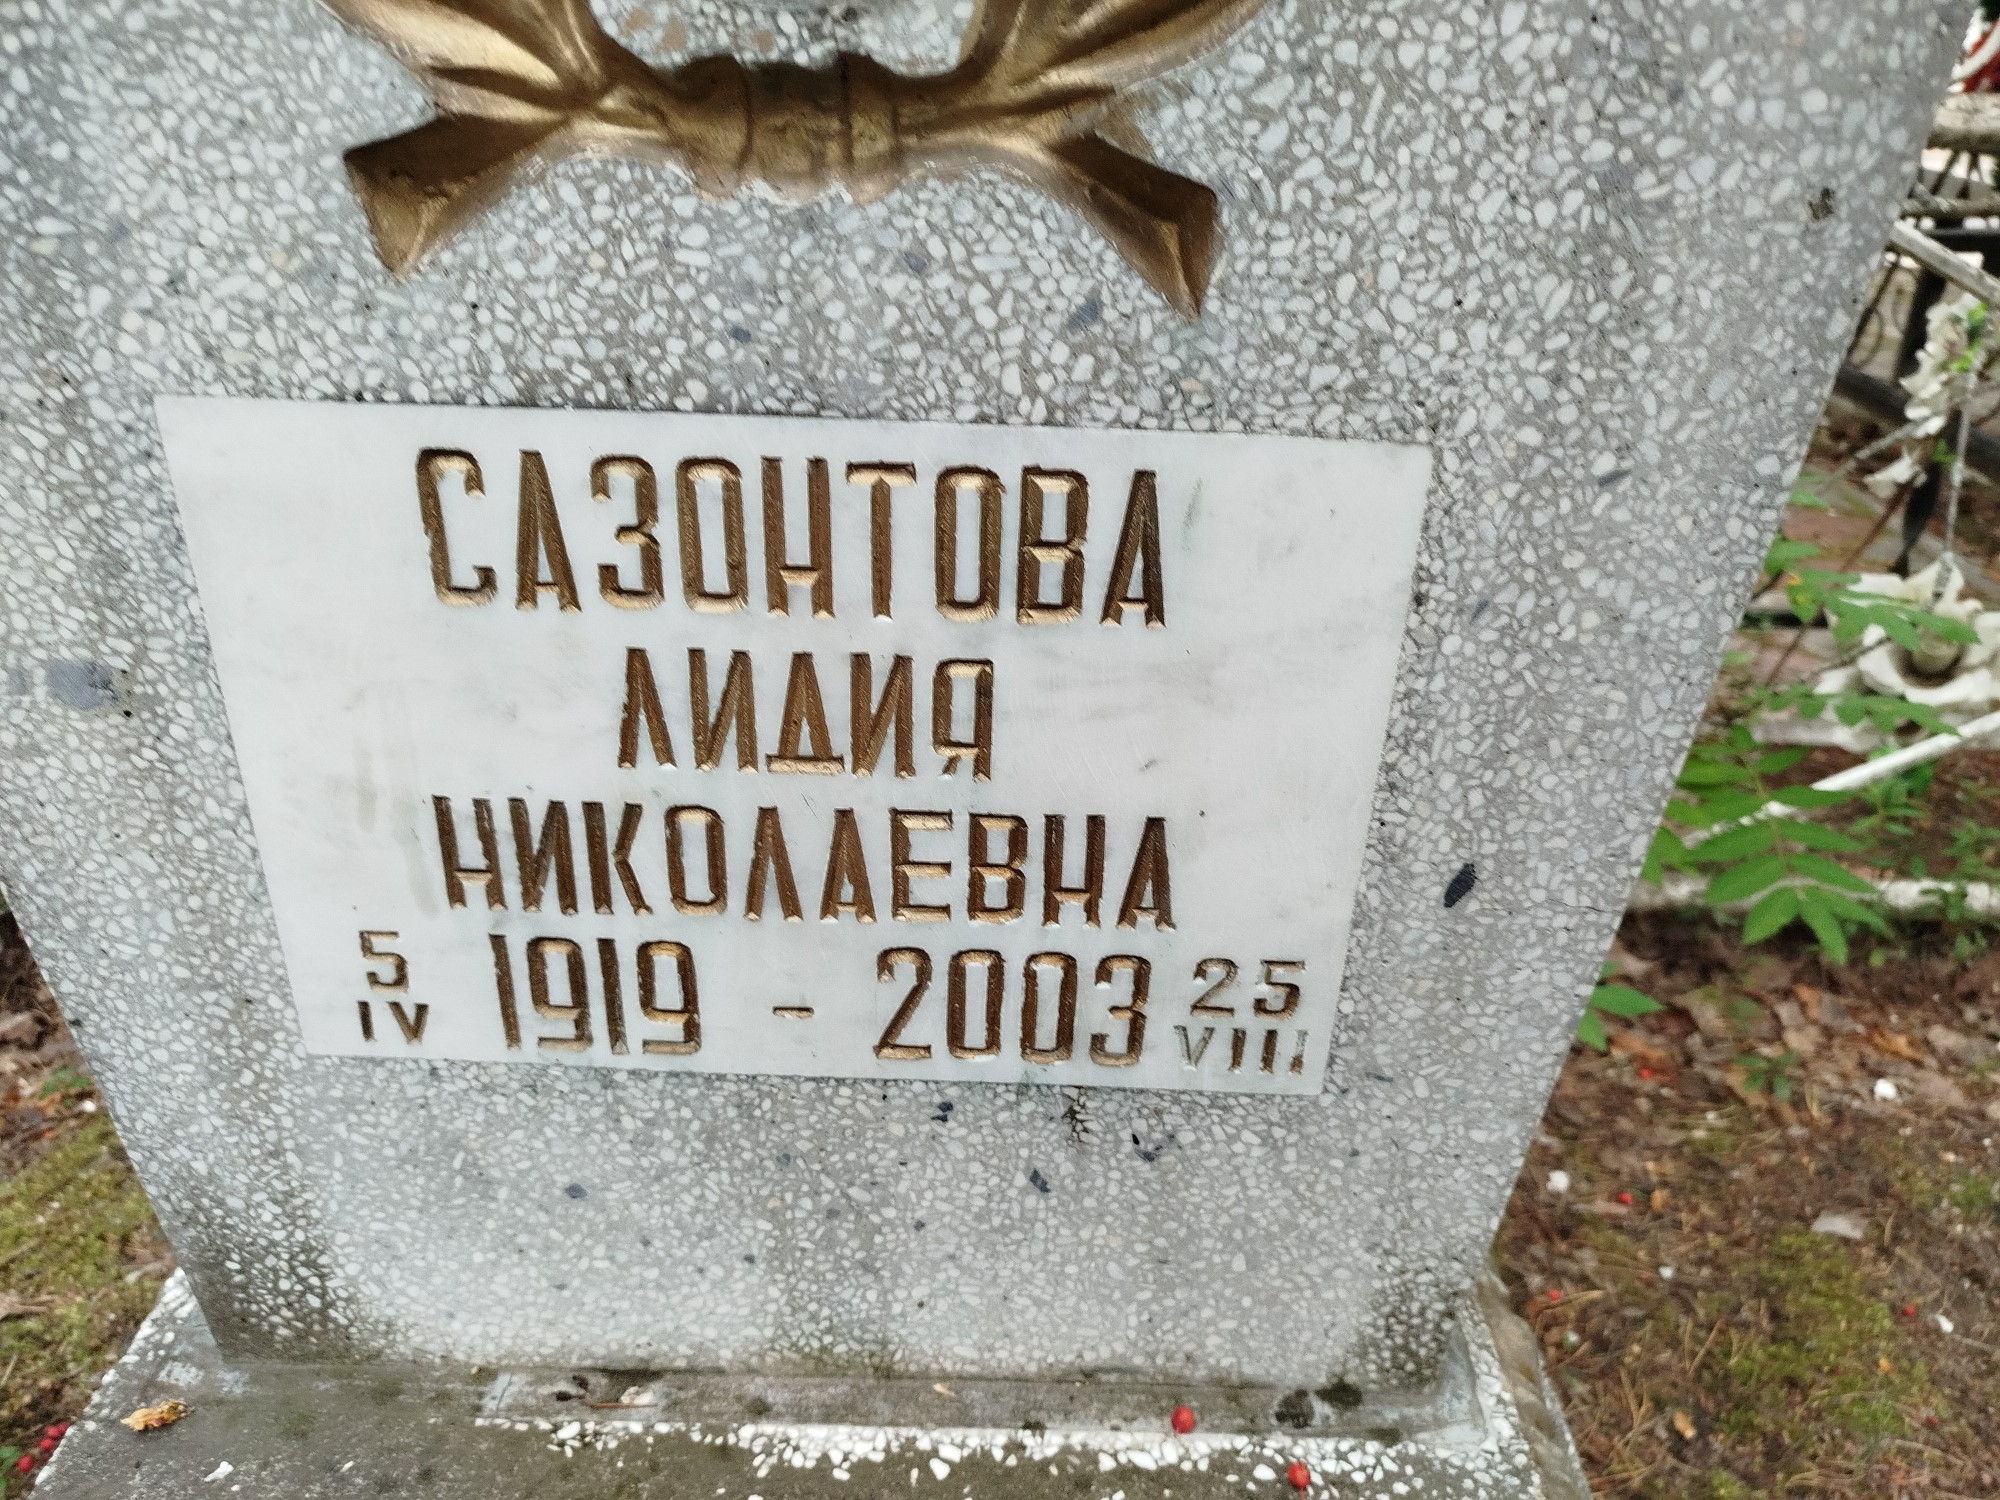 САЗОНТОВА
ЛИДИЯ
НИКОЛАЕВНА
5 IV 1919 - 2003 25 VIII